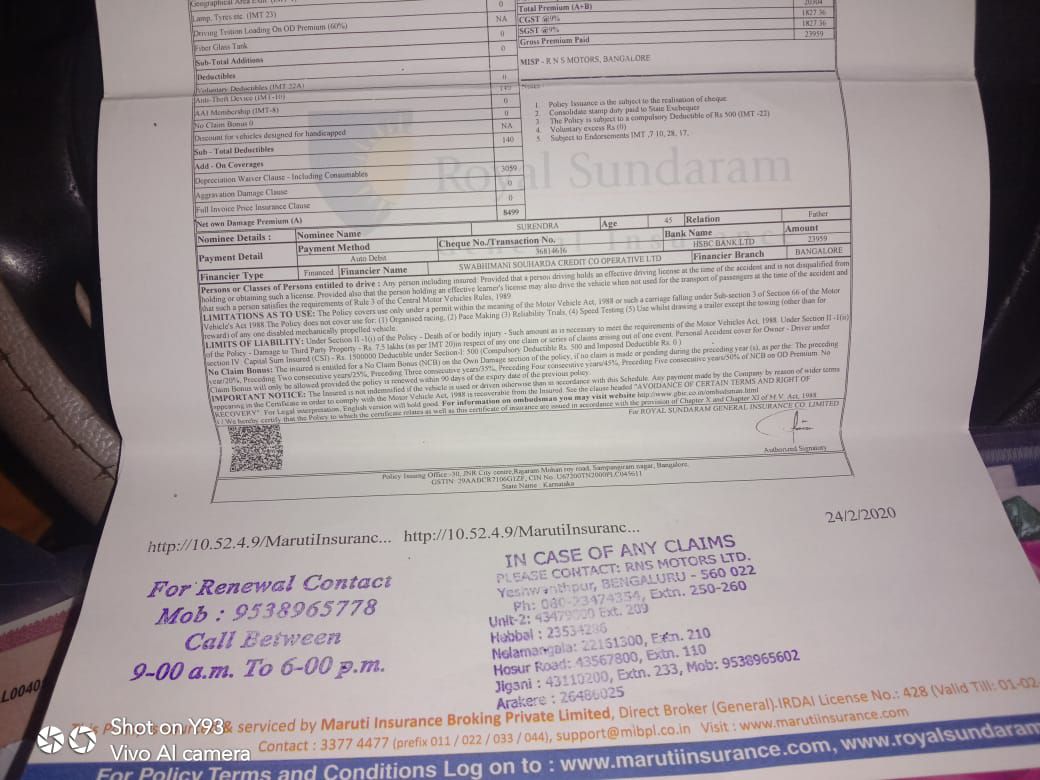 Geographical Area Extn. (IMT 1) 0
Lamp, Tyres etc. (IMT 23) NA
Driving Tuition Loading On OD Premium (60%) 0
Fiber Glass Tank 0
Sub-Total Additions
Deductibles 0
Voluntary Deductibles (IMT 22A) 140
Anti-Theft Device (IMT-10) 0
AAI Membership (IMT-8) 0
No Claim Bonus 0 NA
Discount for vehicles designed for handicapped 140
Sub - Total Deductibles
Add - On Coverages 3059
Depreciation Waiver Clause - Including Consumables 0
Aggravation Damage Clause 0
Full Invoice Price Insurance Clause
Net own Damage Premium (A) 8499
Total Premium (A+B) 20304
CGST @9% 1827.36
SGST @9% 1827.36
Gross Premium Paid 23959
MISP - R N S MOTORS, BANGALORE
Notes :
1. Policy Issuance is the subject to the realisation of cheque
2. Consolidate stamp duty paid to State Exchequer
3. The Policy is subject to a compulsory Deductible of Rs 500 (IMT -22)
4. Voluntary excess Rs (0)
5. Subject to Endorsements IMT ,7 10, 28, 17,
Royal Sundaram
General Insurance
Nominee Details : Nominee Name SURENDRA Age 45 Relation Father
Payment Detail Payment Method Cheque No./Transaction No. Bank Name Amount
Auto Debit 36814616 HSBC BANK LTD 23959
Financier Type Financed Financier Name SWABHIMANI SOUHARDA CREDIT CO OPERATIVE LTD Financier Branch BANGALORE
Persons or Classes of Persons entitled to drive : Any person including insured: Provided that a person driving holds an effective driving license at the time of the accident and is not disqualified from
holding or obtaining such a license. Provided also that the person holding an effective learner's license may also drive the vehicle when not used for the transport of passengers at the time of the accident and
that such a person satisfies the requirements of Rule 3 of the Central Motor Vehicles Rules, 1989.
LIMITATIONS AS TO USE: The Policy covers use only under a permit within the meaning of the Motor Vehicle Act, 1988 or such a carriage falling under Sub-section 3 of Section 66 of the Motor
Vehicle's Act 1988.The Policy does not cover use for: (1) Organised racing, (2) Pace Making (3) Reliability Trials, (4) Speed Testing (5) Use whilst drawing a trailer except the towing (other than for
reward) of any one disabled mechanically propelled vehicle.
LIMITS OF LIABILITY: Under Section II -1(i) of the Policy - Death of or bodily injury - Such amount as is necessary to meet the requirements of the Motor Vehicles Act, 1988. Under Section II -1(ii)
of the Policy - Damage to Third Party Property - Rs. 7.5 lakhs (as per IMT 20)in respect of any one claim or series of claims arising out of one event. Personal Accident cover for Owner - Driver under
section IV: Capital Sum Insured (CSI) - Rs. 1500000 Deductible under Section-I: 500 (Compulsory Deductible Rs. 500 and Imposed Deductible Rs. 0 )
No Claim Bonus: The insured is entitled for a No Claim Bonus (NCB) on the Own Damage section of the policy, if no claim is made or pending during the preceding year (s), as per the: The preceding
year/20%, Preceding Two consecutive years/25%, Preceding Three consecutive years/35%, Preceding Four consecutive years/45%, Preceding Five consecutive years/50% of NCB on OD Premium. No
Claim Bonus will only be allowed provided the policy is renewed within 90 days of the expiry date of the previous policy.
IMPORTANT NOTICE: The Insured is not indemnified if the vehicle is used or driven otherwise than in accordance with this Schedule. Any payment made by the Company by reason of wider terms
appearing in the Certificate in order to comply with the Motor Vehicle Act, 1988 is recoverable from the Insured. See the clause headed "AVOIDANCE OF CERTAIN TERMS AND RIGHT OF
RECOVERY" For Legal interpretation, English version will hold good. For information on ombudsman you may visit website http://www.gbic.co.in/ombudsman.html
I / We hereby certify that the Policy to which the certificate relates as well as this certificate of insurance are issued in accordance with the provision of Chapter X and Chapter XI of M.V. Act, 1988.
For ROYAL SUNDARAM GENERAL INSURANCE CO. LIMITED
Authorized Signatory
Policy Issuing Office:-30, JNR City centre,Rajaram Mohan roy road, Sampangiram nagar, Bangalore,
GSTIN: 29AABCR7106G1ZF, CIN No. U67200TN2000PLC045611
State Name : Karnataka
http://10.52.4.9/MarutiInsuranc... http://10.52.4.9/MarutiInsuranc... 24/2/2020
For Renewal Contact
Mob : 9538965778
Call Between
9-00 a.m. To 6-00 p.m.
IN CASE OF ANY CLAIMS
PLEASE CONTACT: RNS MOTORS LTD.
Yeshwanthpur, BENGALURU - 560 022
Ph: 080-23474354, Extn. 250-260
Unit-2: Ext. 209
Hebbal : 23534286
Nelamangala: 22151300, Extn. 210
Hosur Road: 43567800, Extn. 110
Jigani : 43110200, Extn. 233, Mob: 9538965602
Arakere : 26486025
L0040
& serviced by Maruti Insurance Broking Private Limited, Direct Broker (General).IRDAI License No.: 428 (Valid Till: 01-02-
Contact : 3377 4477 (prefix 011 / 022 / 033 / 044), support@mibpl.co.in Visit : www.marutiinsurance.com
For Policy Terms and Conditions Log on to : www.marutiinsurance.com, www.royalsundaram
Shot on Y93
Vivo AI camera